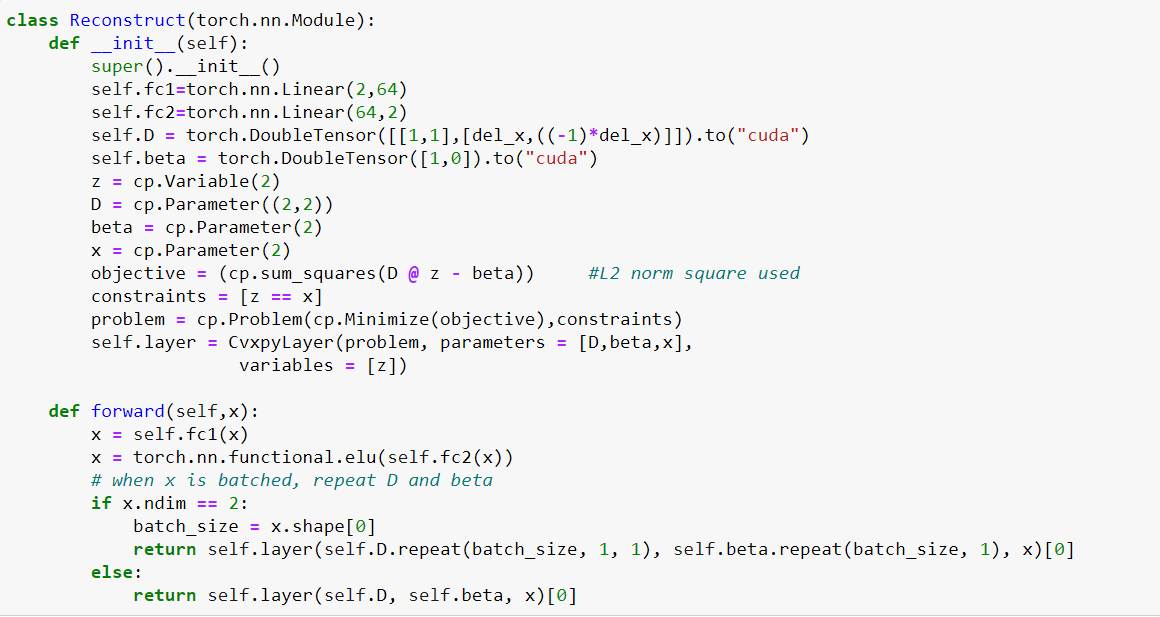 class Reconstruct(torch.nn.Module):
    def __init__(self):
        super().__init__()
        self.fc1=torch.nn.Linear(2,64)
        self.fc2=torch.nn.Linear(64,2)
        self.D = torch.DoubleTensor([[1,1],[del_x,((-1)*del_x)]]).to("cuda")
        self.beta = torch.DoubleTensor([1,0]).to("cuda")
        z = cp.Variable(2)
        D = cp.Parameter((2,2))
        beta = cp.Parameter(2)
        x = cp.Parameter(2)
        objective = (cp.sum_squares(D @ z - beta))     #L2 norm square used
        constraints = [z == x]
        problem = cp.Problem(cp.Minimize(objective),constraints)
        self.layer = CvxpyLayer(problem, parameters = [D,beta,x],
                      variables = [z])

    def forward(self,x):
        x = self.fc1(x)
        x = torch.nn.functional.elu(self.fc2(x))
        # when x is batched, repeat D and beta
        if x.ndim == 2:
            batch_size = x.shape[0]
            return self.layer(self.D.repeat(batch_size, 1, 1), self.beta.repeat(batch_size, 1), x)[0]
        else:
            return self.layer(self.D, self.beta, x)[0]